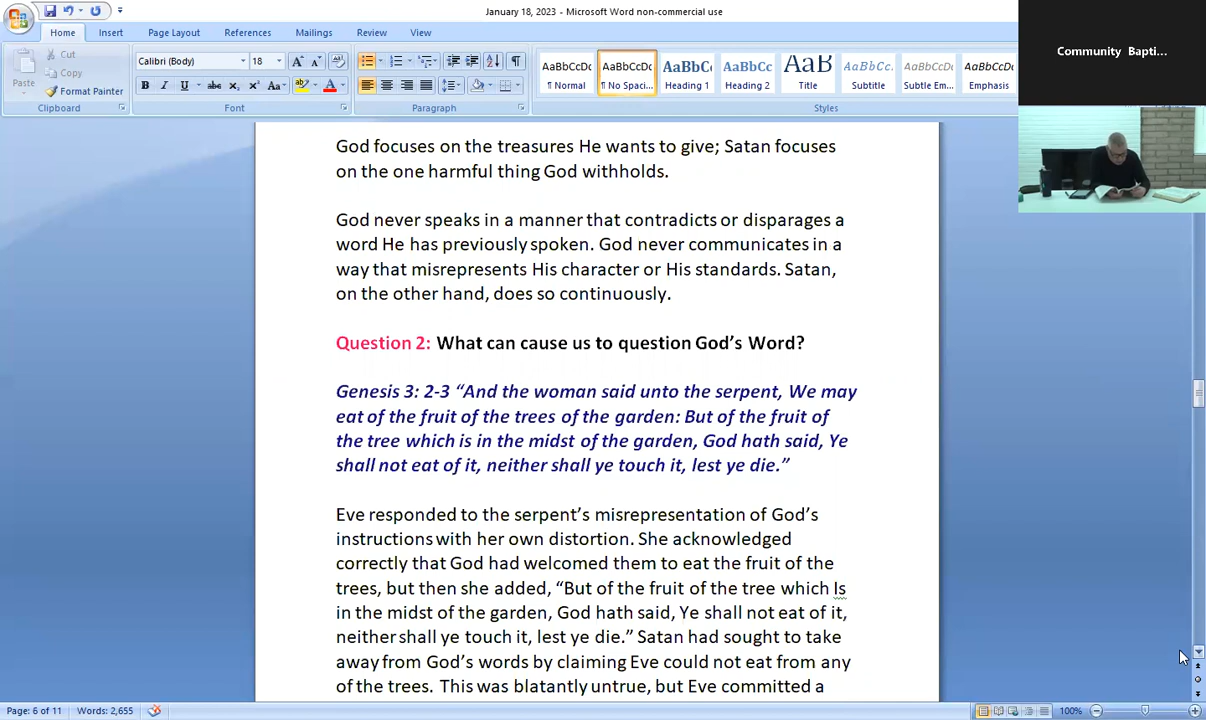 January 18, 2023 - Microsoft Word non-commercial use
Home Insert Page Layout References Mailings Review View
Community Bapti...
Paste
Cut
Copy
Format Painter
Clipboard
Calibri (Body) 18
Font
Paragraph
AaBbCcDc AaBbCcDc AaBbC AaBbCc AaB AaBbCc. AaBbCcDc AaBbCcDc
¶ Normal ¶ No Spaci... Heading 1 Heading 2 Title Subtitle Subtle Em... Emphasis
Styles
God focuses on the treasures He wants to give; Satan focuses
on the one harmful thing God withholds.
God never speaks in a manner that contradicts or disparages a
word He has previously spoken. God never communicates in a
way that misrepresents His character or His standards. Satan,
on the other hand, does so continuously.
Question 2: What can cause us to question God’s Word?
Genesis 3: 2-3 “And the woman said unto the serpent, We may
eat of the fruit of the trees of the garden: But of the fruit of
the tree which is in the midst of the garden, God hath said, Ye
shall not eat of it, neither shall ye touch it, lest ye die.”
Eve responded to the serpent’s misrepresentation of God’s
instructions with her own distortion. She acknowledged
correctly that God had welcomed them to eat the fruit of the
trees, but then she added, “But of the fruit of the tree which Is
in the midst of the garden, God hath said, Ye shall not eat of it,
neither shall ye touch it, lest ye die.” Satan had sought to take
away from God’s words by claiming Eve could not eat from any
of the trees. This was blatantly untrue, but Eve committed a
Page: 6 of 11 Words: 2,655 100%